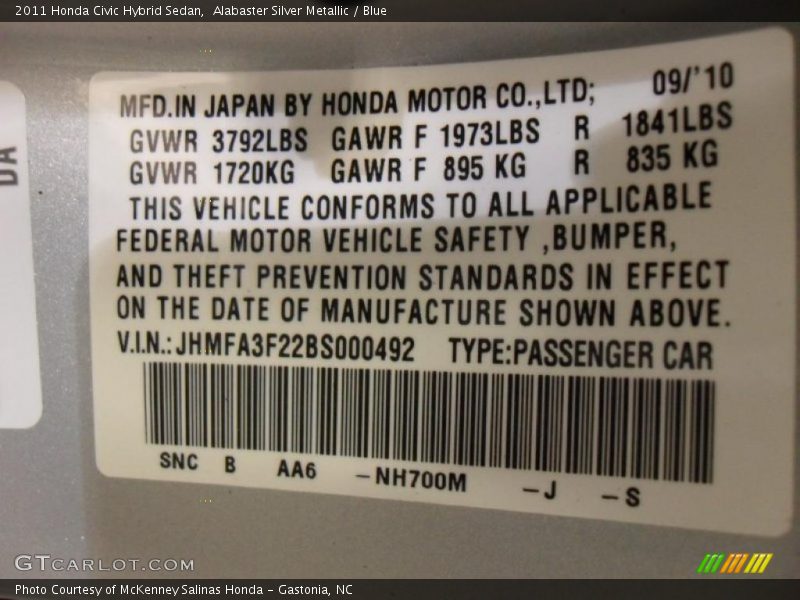 2011 Honda Civic Hybrid Sedan,  Alabaster Silver Metallic / Blue
DA
MFD.IN JAPAN BY HONDA MOTOR CO.,LTD; 09/'10
GVWR 3792LBS GAWR F 1973LBS R 1841LBS
GVWR 1720KG GAWR F 895 KG R 835 KG
THIS VEHICLE CONFORMS TO ALL APPLICABLE
FEDERAL MOTOR VEHICLE SAFETY ,BUMPER,
AND THEFT PREVENTION STANDARDS IN EFFECT
ON THE DATE OF MANUFACTURE SHOWN ABOVE.
V.I.N.:JHMFA3F22BS000492 TYPE:PASSENGER CAR
SNC B AA6 -NH700M -J -S
GTCARLOT.COM
Photo Courtesy of McKenney Salinas Honda - Gastonia, NC